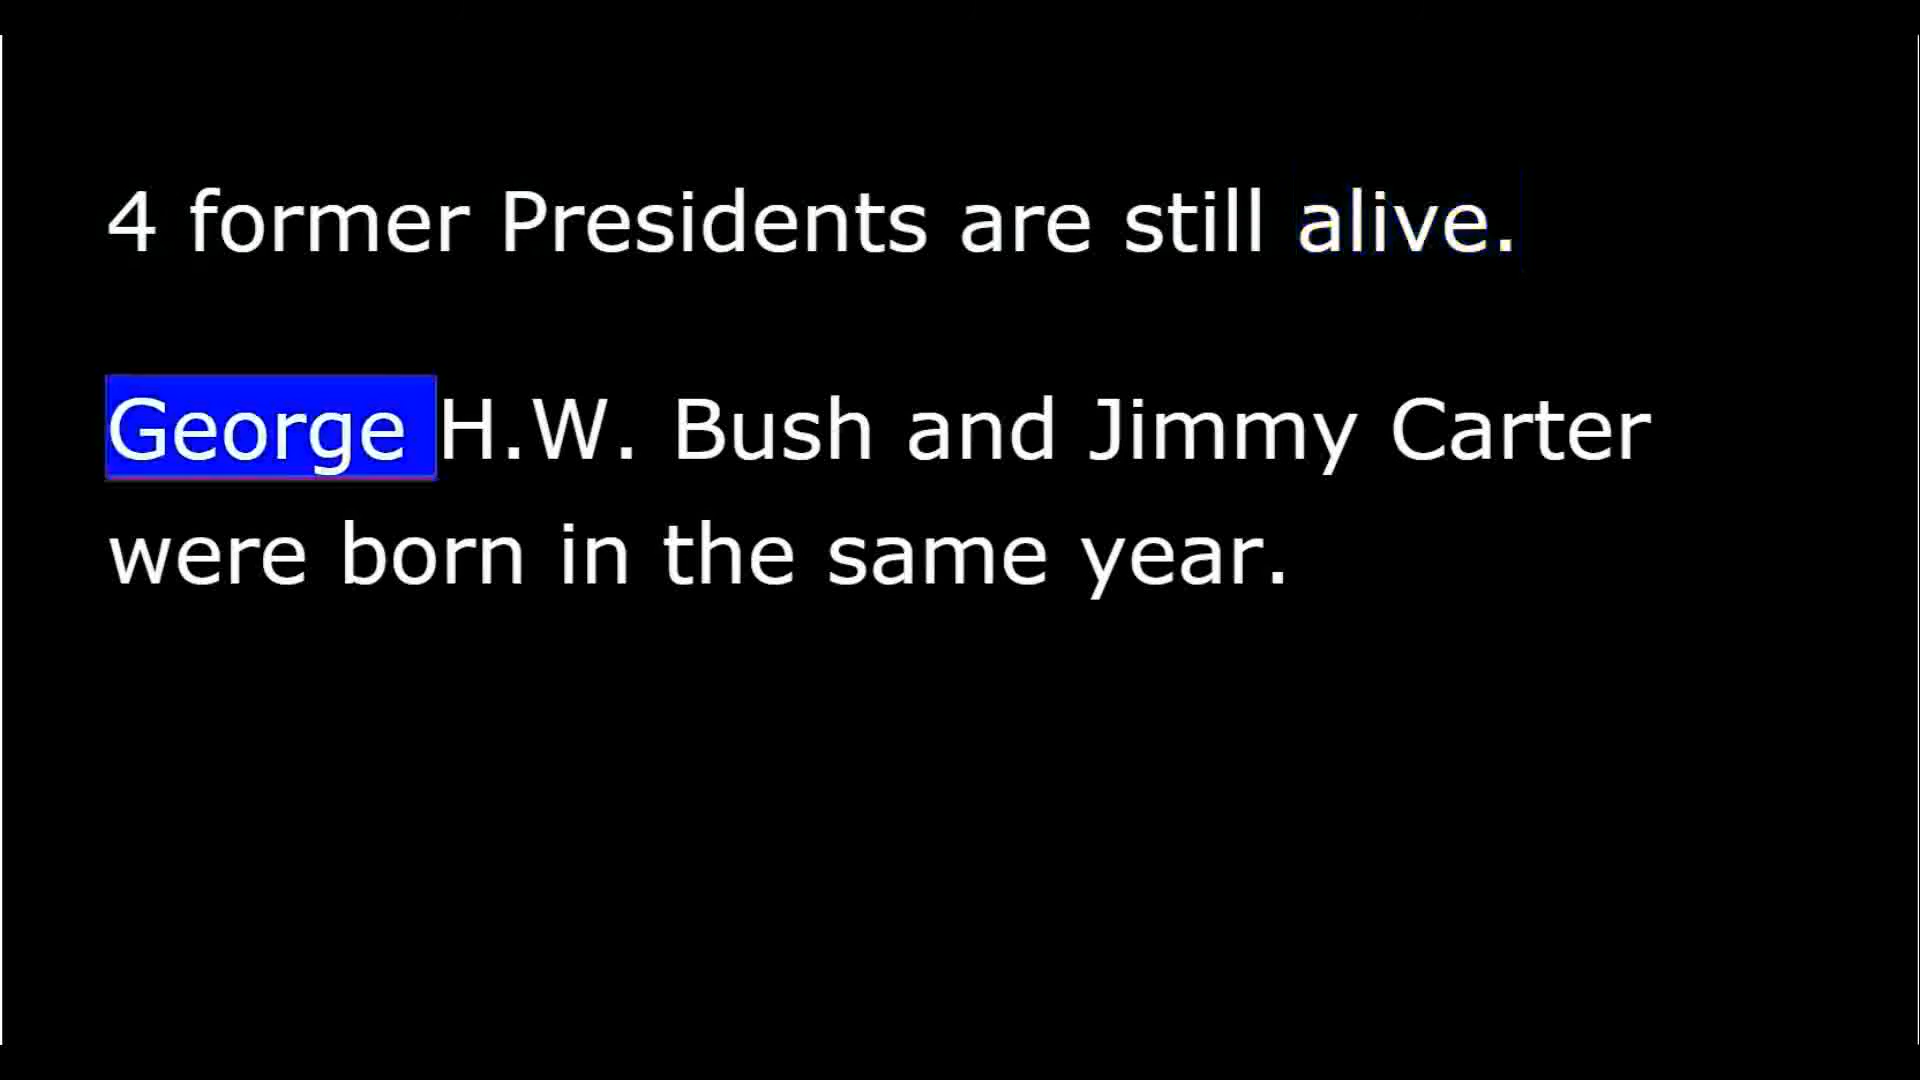 4 former Presidents are still alive.
George H.W. Bush and Jimmy Carter
were born in the same year.